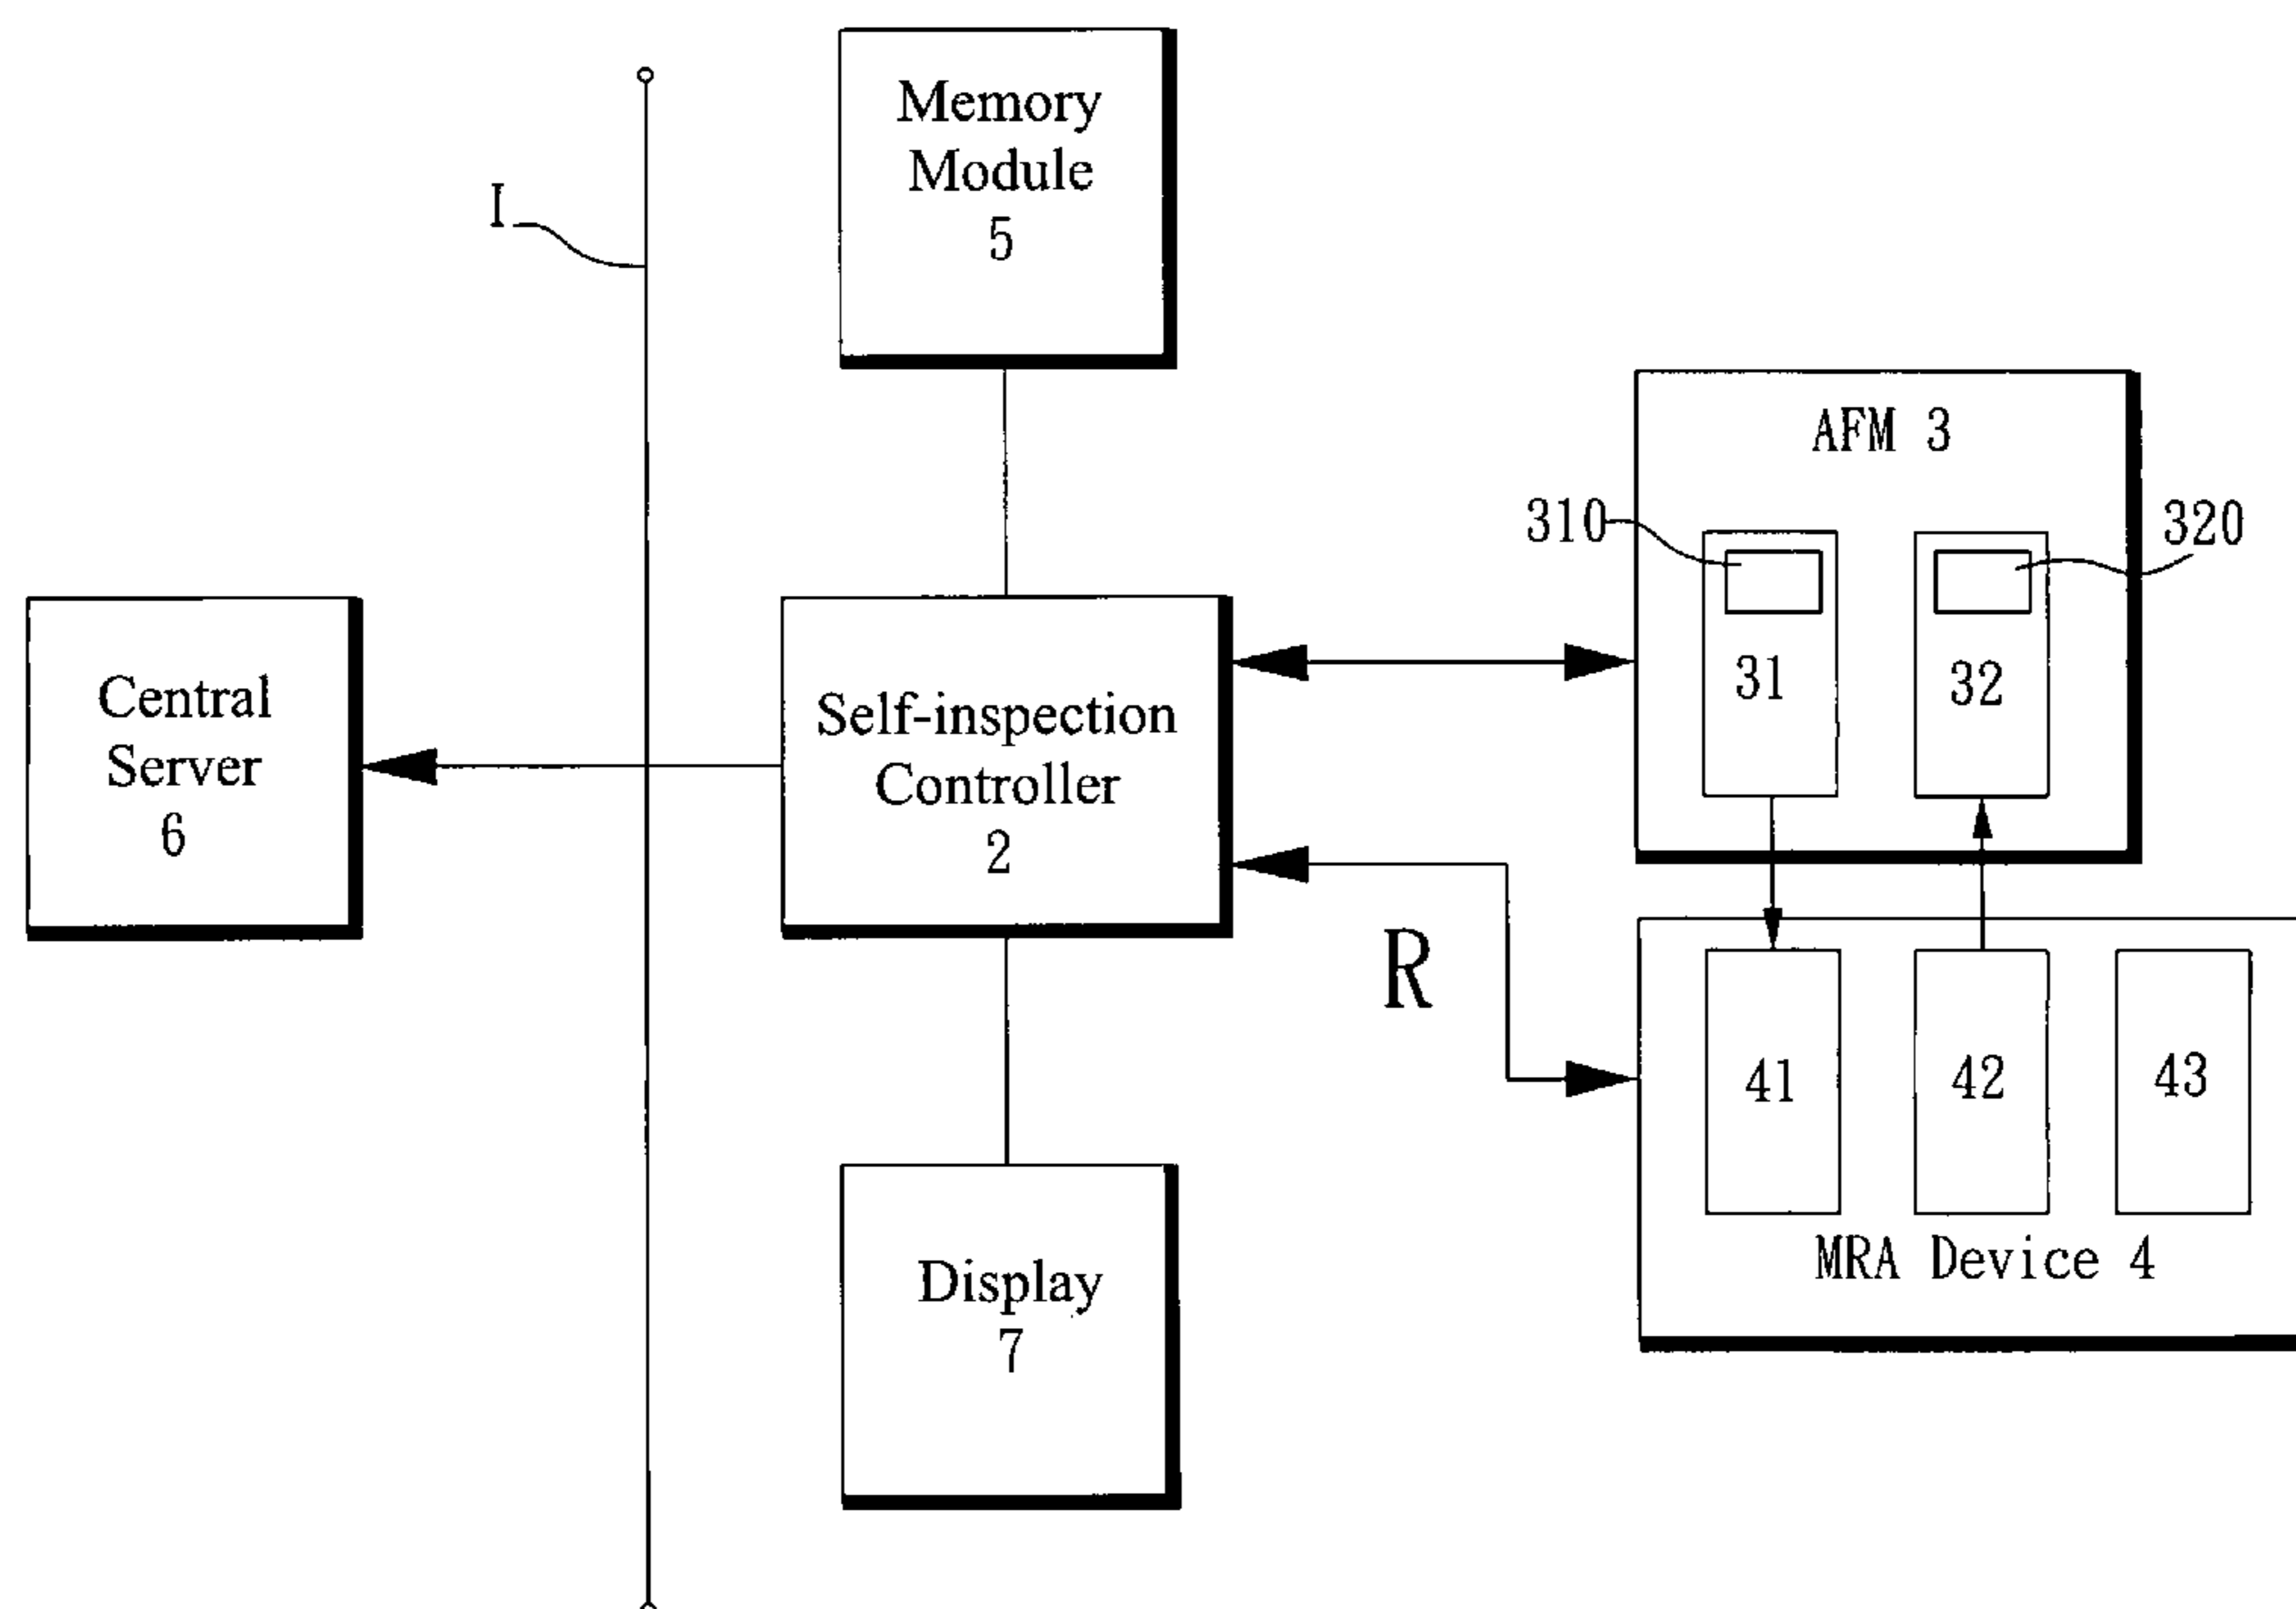 Memory
Module
5
I
AFM 3
310
320
31
32
Central
Server
6
Self-inspection
Controller
2
R
41
42
43
MRA Device 4
Display
7